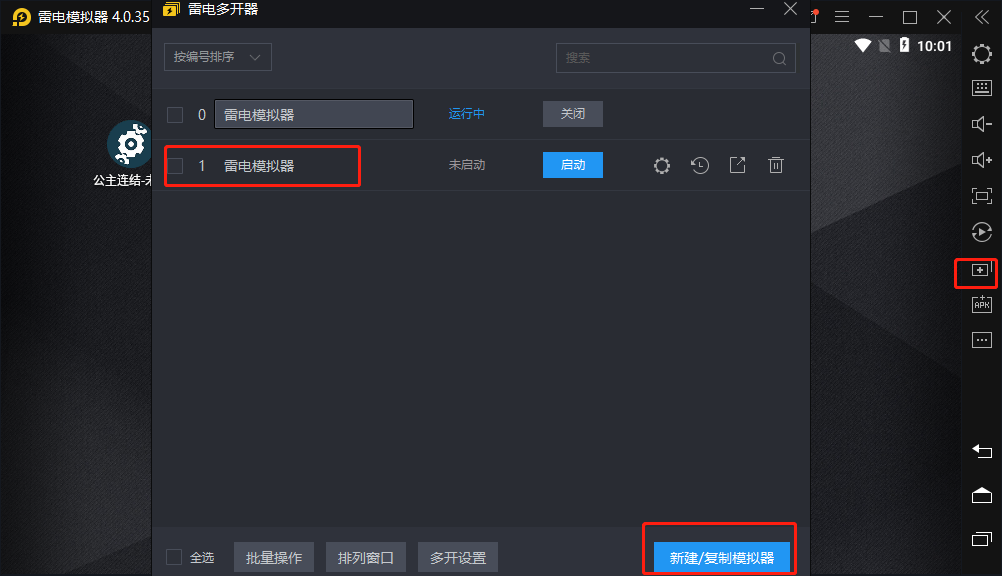 雷电模拟器 4.0.35
雷电多开器
10:01
按编号排序
搜索
0 雷电模拟器 运行中 关闭
1 雷电模拟器 未启动 启动
公主连结-未
APK
全选 批量操作 排列窗口 多开设置 新建/复制模拟器